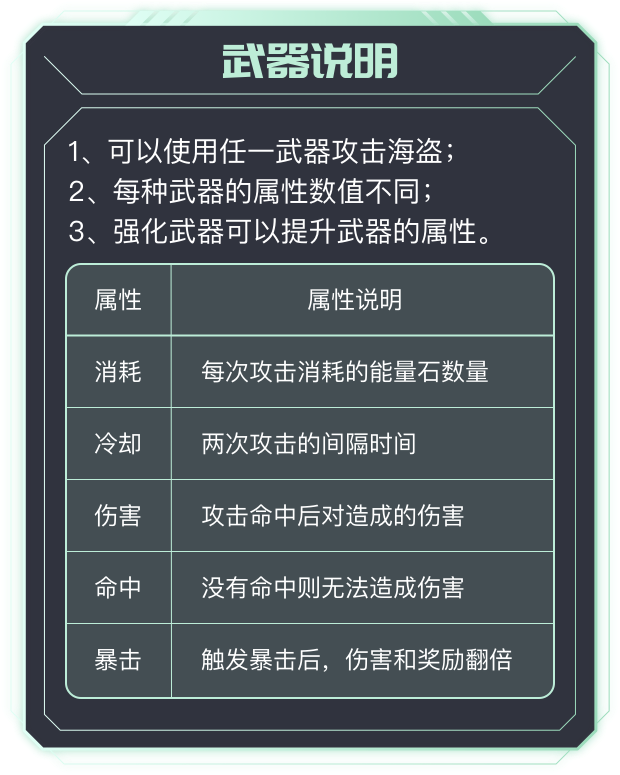 武器说明
1、可以使用任一武器攻击海盗；
2、每种武器的属性数值不同；
3、强化武器可以提升武器的属性。
属性 属性说明
消耗 每次攻击消耗的能量石数量
冷却 两次攻击的间隔时间
伤害 攻击命中后对造成的伤害
命中 没有命中则无法造成伤害
暴击 触发暴击后，伤害和奖励翻倍